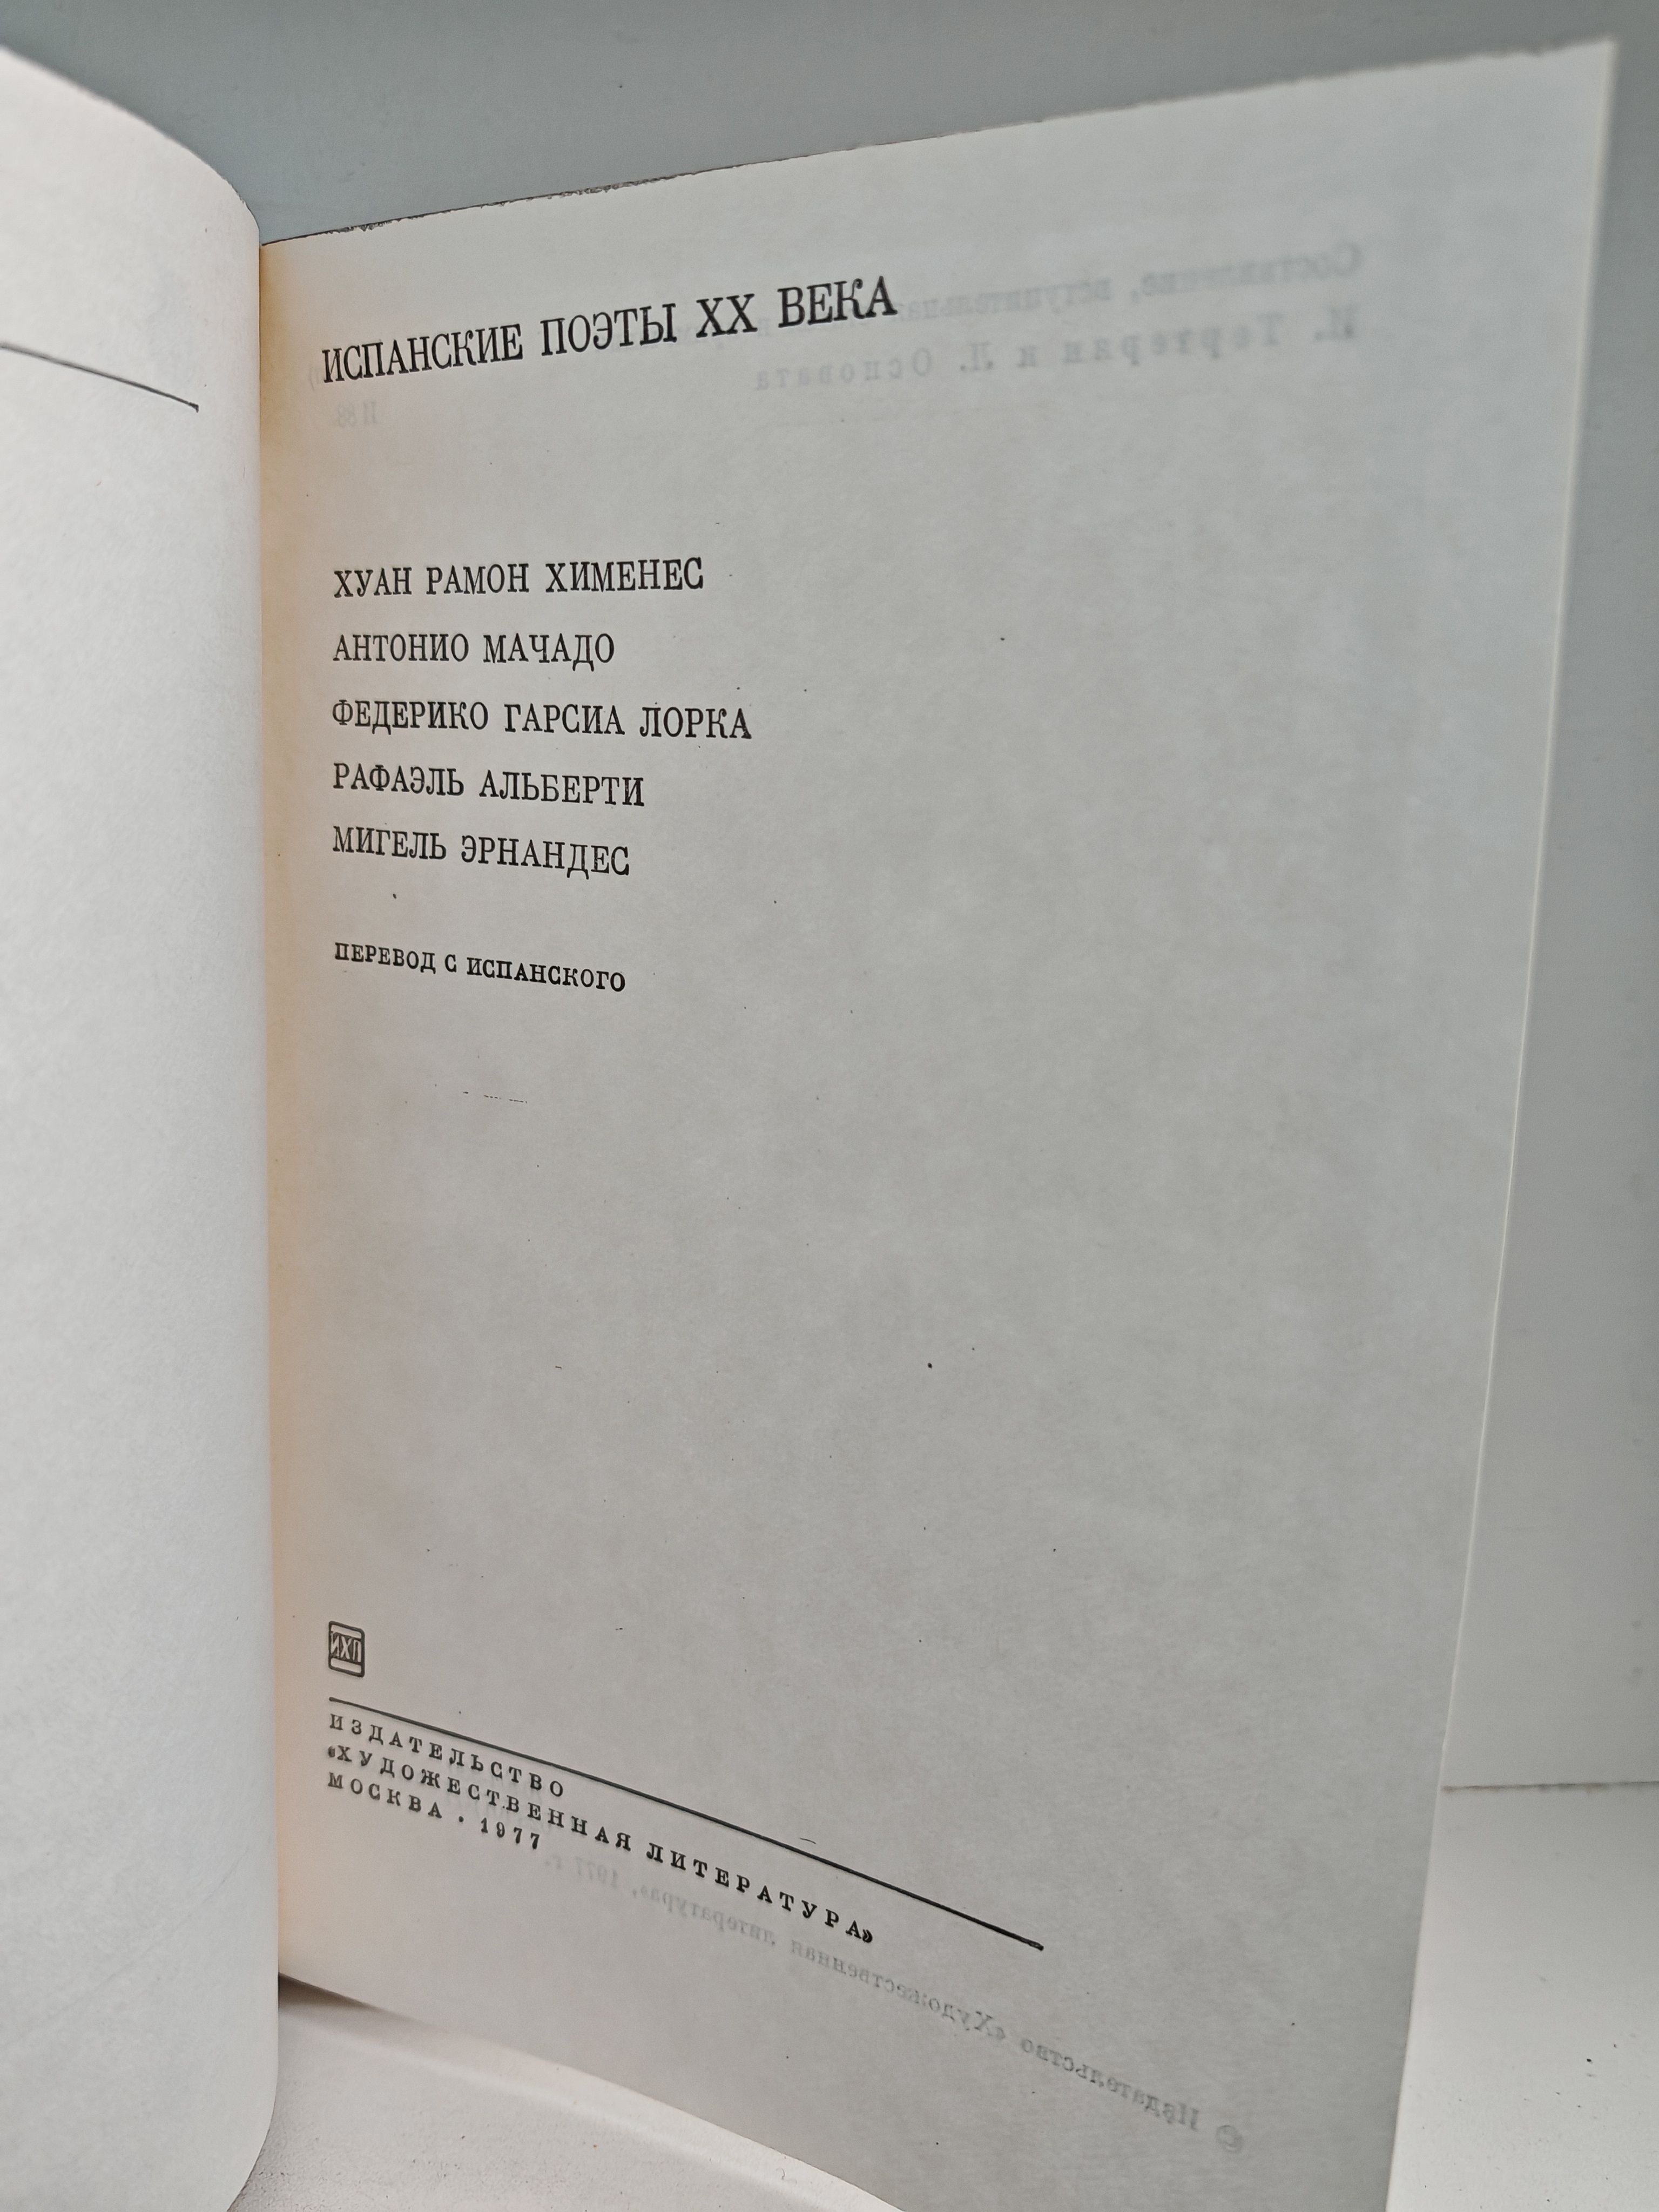 ИСПАНСКИЕ ПОЭТЫ XX ВЕКА
ХУАН РАМОН ХИМЕНЕС
АНТОНИО МАЧАДО
ФЕДЕРИКО ГАРСИА ЛОРКА
РАФАЭЛЬ АЛЬБЕРТИ
МИГЕЛЬ ЭРНАНДЕС
ПЕРЕВОД С ИСПАНСКОГО
ИХЛ
ИЗДАТЕЛЬСТВО
«ХУДОЖЕСТВЕННАЯ ЛИТЕРАТУРА»
МОСКВА · 1977